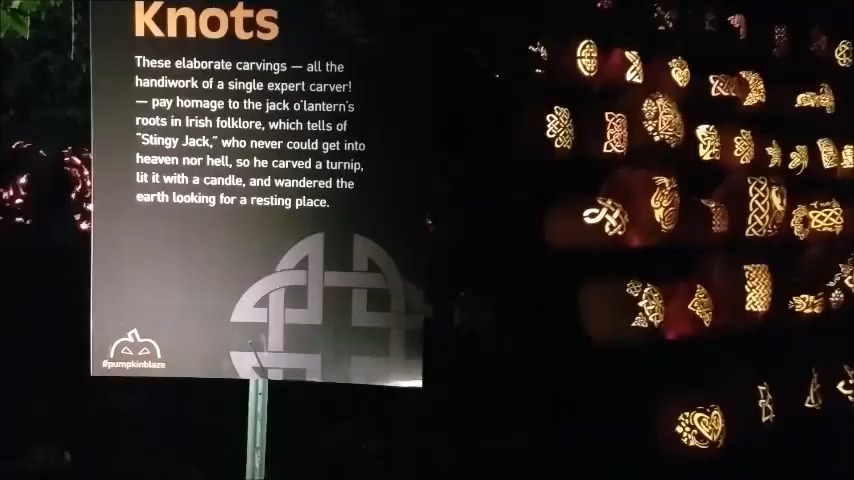 Knots
These elaborate carvings — all the
handiwork of a single expert carver!
— pay homage to the jack o'lantern's
roots in Irish folklore, which tells of
"Stingy Jack," who never could get into
heaven nor hell, so he carved a turnip,
lit it with a candle, and wandered the
earth looking for a resting place.
#pumpkinblaze